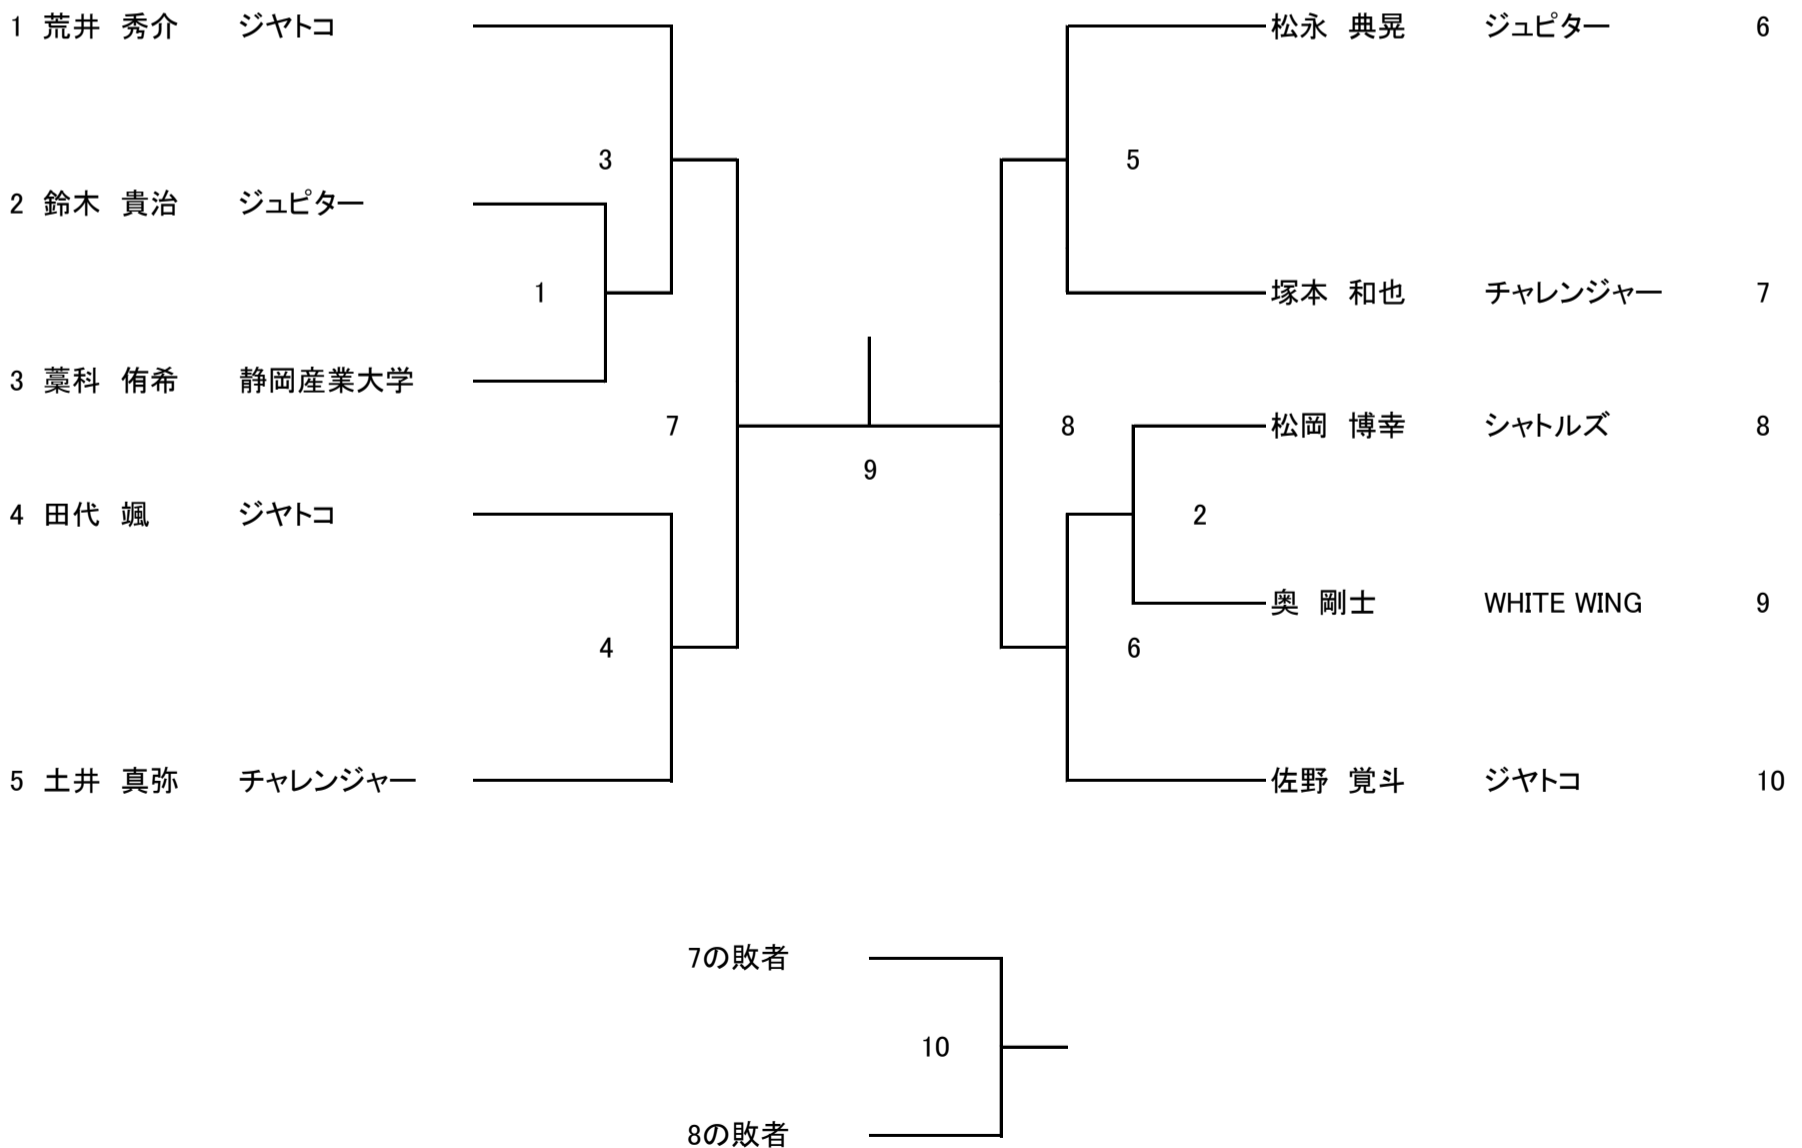 1 荒井 秀介 ジヤトコ
松永 典晃 ジュピター 6
3
5
2 鈴木 貴治 ジュピター
1
塚本 和也 チャレンジャー 7
3 藁科 侑希 静岡産業大学
7
8
松岡 博幸 シャトルズ 8
9
4 田代 颯 ジヤトコ
2
奥 剛士 WHITE WING 9
4
6
5 土井 真弥 チャレンジャー
佐野 覚斗 ジヤトコ 10
7の敗者
10
8の敗者